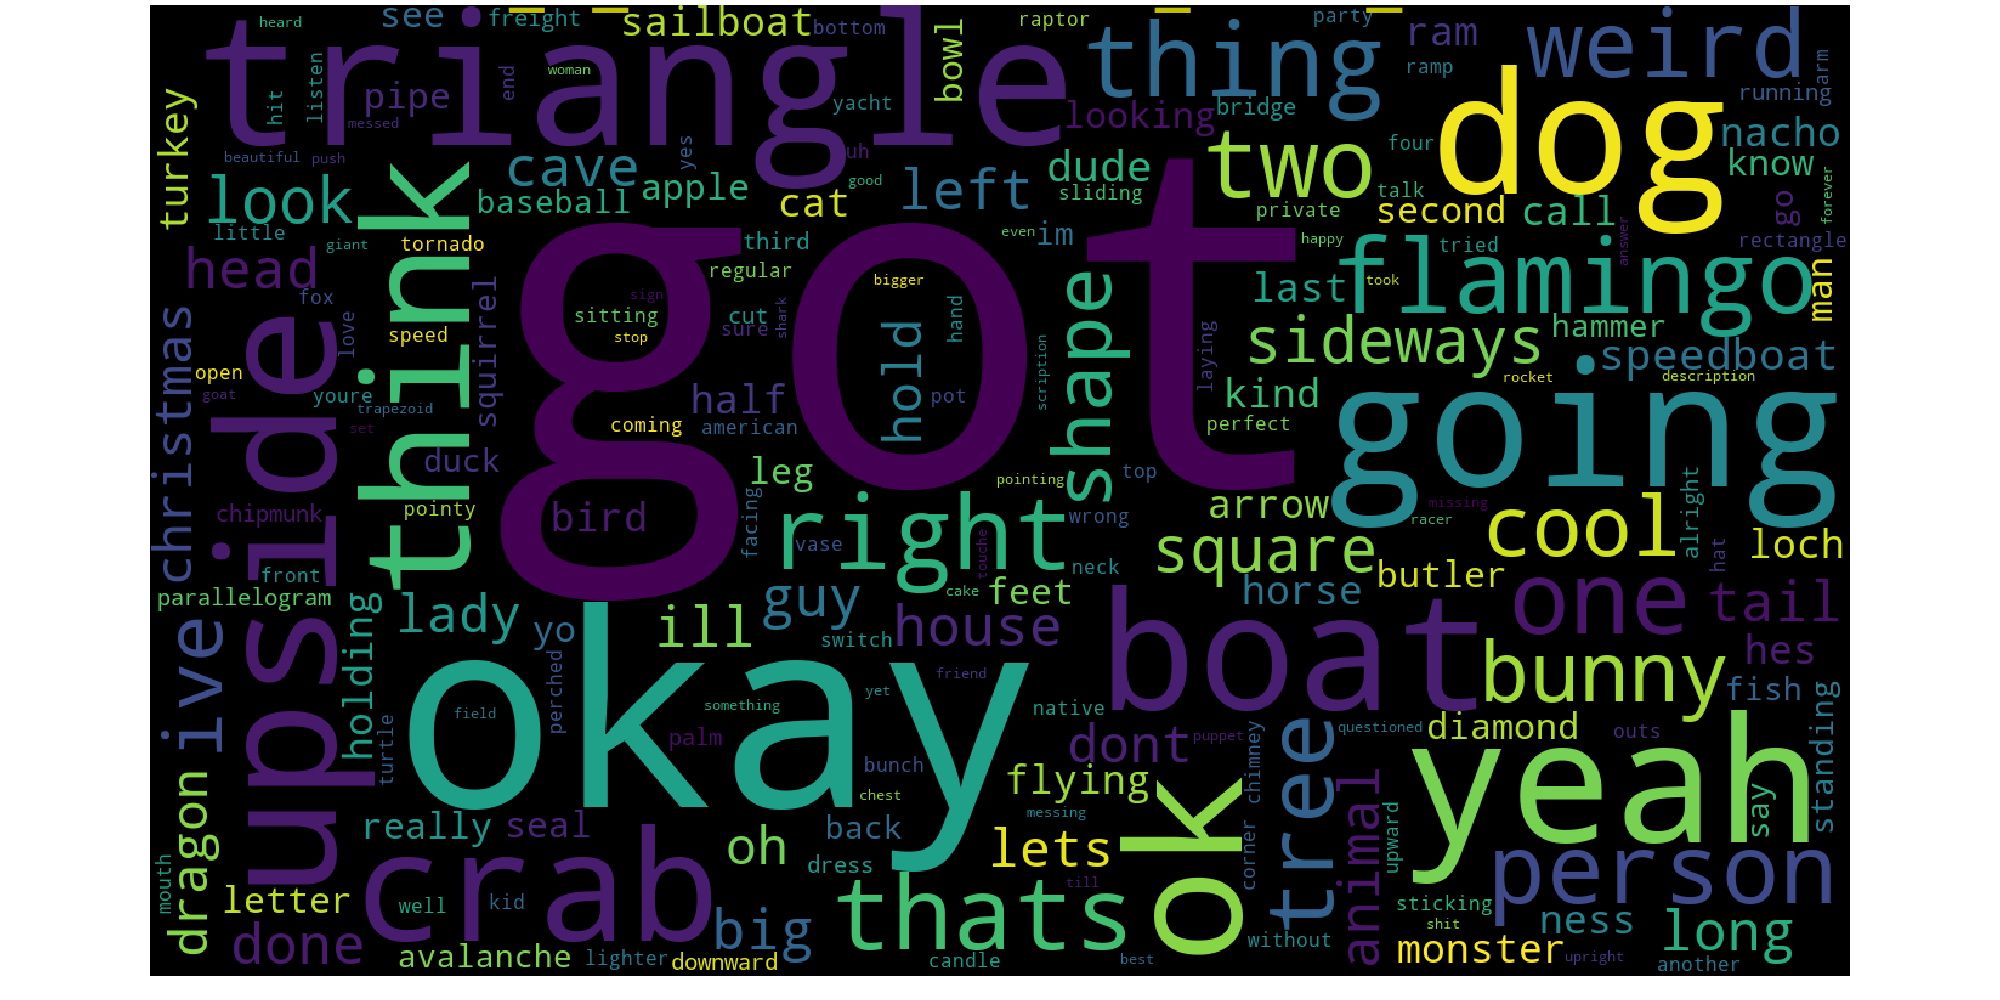 heard
see
freight
sailboat
bottom
raptor
party
ram
weird
triangle
thing
bowl
woman
end
hit
listen
pipe
yacht
looking
bridge
ramp
running
arm
turkey
messed
dog
nacho
beautiful
push
cave
yes
uh
dude
two
four
know
look
think
baseball
apple
good
cat
left
sliding
private
talk
second
call
go
forever
little
giant
tornado
third
got
even
im
happy
tried
answer
rectangle
head
fox
regular
bigger
shape
last
took
flamingo
man
christmas
upside
love
speed
squirrel
sign
sitting
stop
cut
sure
shark
hold
hand
laying
sideways
hammer
speedboat
open
goat
youre
trapezoid
half
pot
scription
kind
rocket
description
set
coming
american
perfect
going
duck
leg
pointing
top
chipmunk
pointy
bird
facing
right
wrong
arrow
racer
missing
alright
cool
loch
front
vase
touche
neck
square
hat
parallelogram
holding
lady
yo
ill
guy
cake
feet
horse
butler
one
tail
ive
switch
house
boat
bunny
hes
okay
perched
friend
field
something
yet
native
fish
standing
turtle
palm
bunch
dont
puppet
chimney
tree
questioned
diamond
outs
yeah
dragon
chest
flying
messing
ok
say
really
seal
oh
back
lets
corner
animal
upward
mouth
crab
dress
thats
till
person
letter
well
kid
big
sticking
shit
ness
long
done
avalanche
lighter
downward
candle
best
without
monster
upright
another